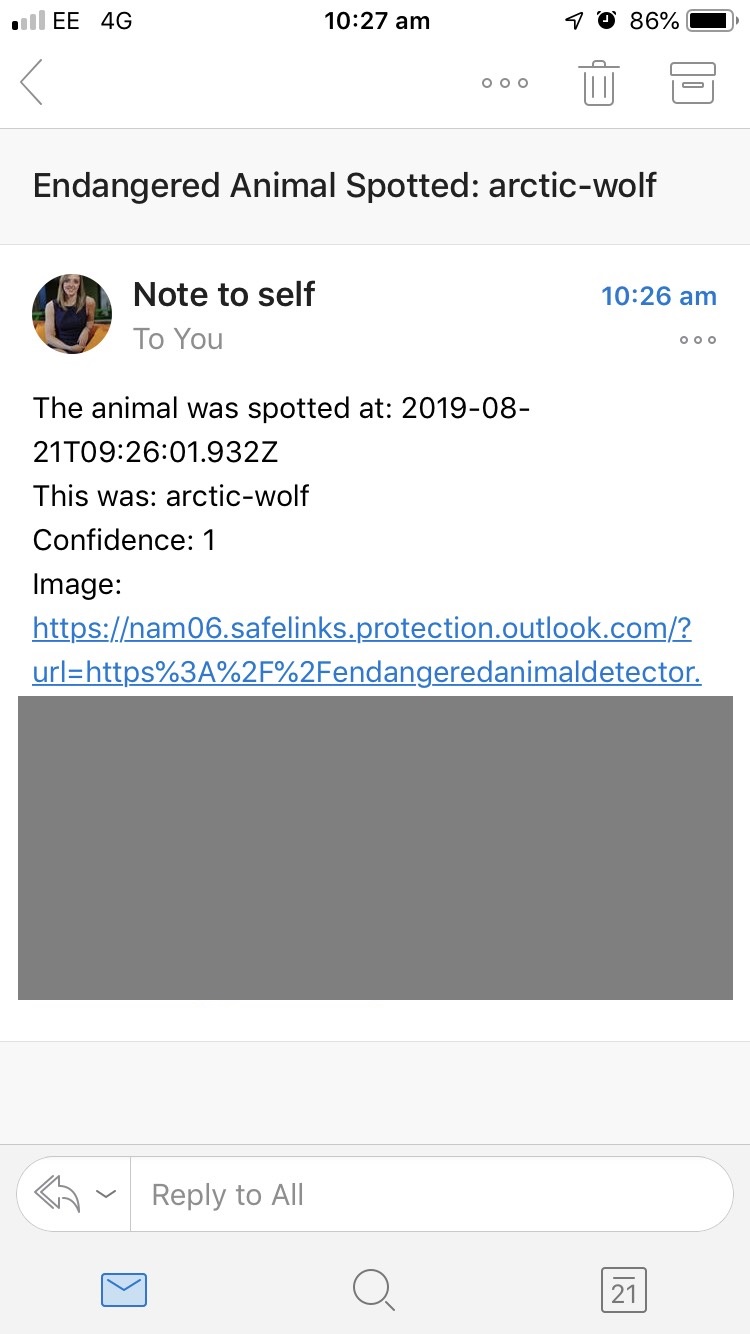 EE 4G 10:27 am 86%
Endangered Animal Spotted: arctic-wolf
Note to self 10:26 am
To You
The animal was spotted at: 2019-08-
21T09:26:01.932Z
This was: arctic-wolf
Confidence: 1
Image:
https://nam06.safelinks.protection.outlook.com/?
url=https%3A%2F%2Fendangeredanimaldetector.
Reply to All
21